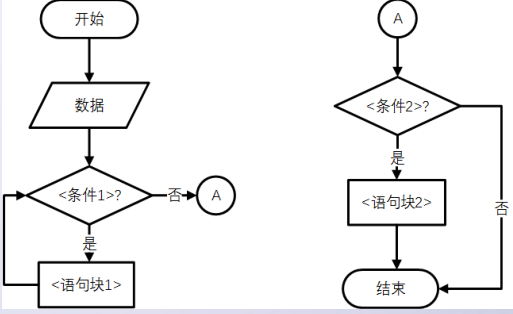 开始
数据
<条件1>?
否
A
是
<语句块1>
A
<条件2>?
是
否
<语句块2>
结束